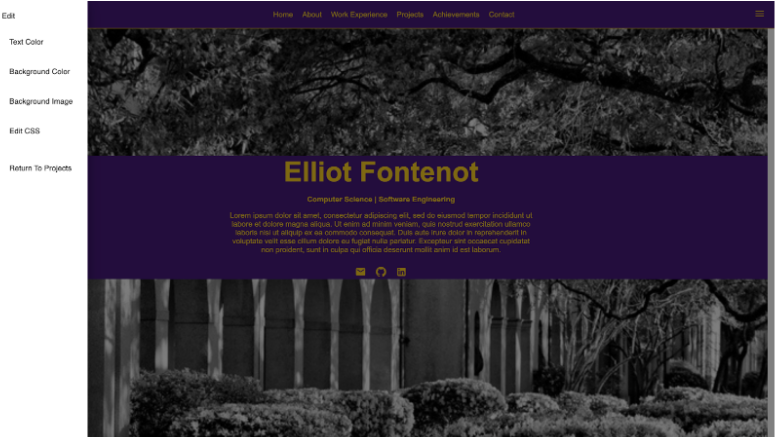 Edit
Text Color
Background Color
Background Image
Edit CSS
Return To Projects
Home About Work Experience Projects Achievements Contact
Elliot Fontenot
Computer Science | Software Engineering
Lorem ipsum dolor sit amet, consectetur adipiscing elit, sed do eiusmod tempor incididunt ut
labore et dolore magna aliqua. Ut enim ad minim veniam, quis nostrud exercitation ullamco
laboris nisi ut aliquip ex ea commodo consequat. Duis aute irure dolor in reprehenderit in
voluptate velit esse cillum dolore eu fugiat nulla pariatur. Excepteur sint occaecat cupidatat
non proident, sunt in culpa qui officia deserunt mollit anim id est laborum.